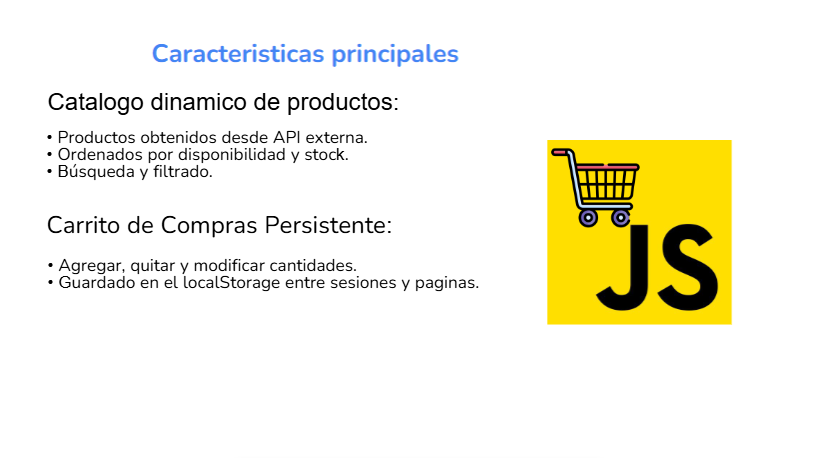 Caracteristicas principales
Catalogo dinamico de productos:
• Productos obtenidos desde API externa.
• Ordenados por disponibilidad y stock.
• Búsqueda y filtrado.
Carrito de Compras Persistente:
• Agregar, quitar y modificar cantidades.
• Guardado en el localStorage entre sesiones y paginas.
JS